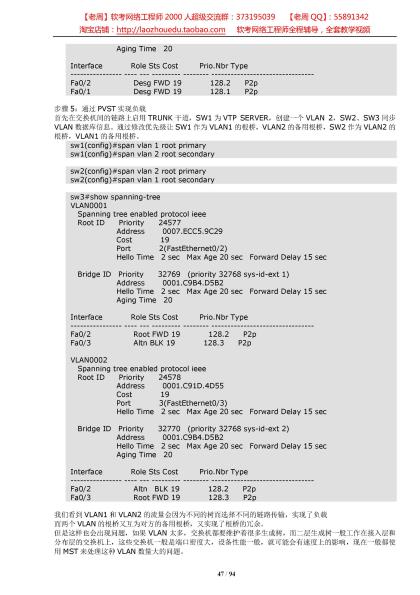 【老周】软考网络工程师 2000 人超级交流群：373195039 【老周 QQ】: 55891342
淘宝店铺：http://laozhouedu.taobao.com 软考网络工程师全程辅导，全套教学视频
Aging Time 20
Interface Role Sts Cost Prio.Nbr Type
---------------- ---- --- --------- -------- --------------------------------
Fa0/2 Desg FWD 19 128.2 P2p
Fa0/1 Desg FWD 19 128.1 P2p
步骤 5：通过 PVST 实现负载
首先在交换机间的链路上启用 TRUNK 干道，SW1 为 VTP SERVER，创建一个 VLAN 2，SW2、SW3 同步
VLAN 数据库信息。通过修改优先级让 SW1 作为 VLAN1 的根桥，VLAN2 的备用根桥，SW2 作为 VLAN2 的
根桥，VLAN1 的备用根桥。
sw1(config)#span vlan 1 root primary
sw1(config)#span vlan 2 root secondary
sw2(config)#span vlan 2 root primary
sw2(config)#span vlan 1 root secondary
sw3#show spanning-tree
VLAN0001
Spanning tree enabled protocol ieee
Root ID Priority 24577
Address 0007.ECC5.9C29
Cost 19
Port 2(FastEthernet0/2)
Hello Time 2 sec Max Age 20 sec Forward Delay 15 sec
Bridge ID Priority 32769 (priority 32768 sys-id-ext 1)
Address 0001.C9B4.D5B2
Hello Time 2 sec Max Age 20 sec Forward Delay 15 sec
Aging Time 20
Interface Role Sts Cost Prio.Nbr Type
---------------- ---- --- --------- -------- --------------------------------
Fa0/2 Root FWD 19 128.2 P2p
Fa0/3 Altn BLK 19 128.3 P2p
VLAN0002
Spanning tree enabled protocol ieee
Root ID Priority 24578
Address 0001.C91D.4D55
Cost 19
Port 3(FastEthernet0/3)
Hello Time 2 sec Max Age 20 sec Forward Delay 15 sec
Bridge ID Priority 32770 (priority 32768 sys-id-ext 2)
Address 0001.C9B4.D5B2
Hello Time 2 sec Max Age 20 sec Forward Delay 15 sec
Aging Time 20
Interface Role Sts Cost Prio.Nbr Type
---------------- ---- --- --------- -------- --------------------------------
Fa0/2 Altn BLK 19 128.2 P2p
Fa0/3 Root FWD 19 128.3 P2p
我们看到 VLAN1 和 VLAN2 的流量会因为不同的树而选择不同的链路传输，实现了负载
而两个 VLAN 的根桥又互为对方的备用根桥，又实现了根桥的冗余。
但是这样也会出现问题，如果 VLAN 太多，交换机都要维护着很多生成树，而二层生成树一般工作在接入层和
分布层的交换机上，这些交换机一般是端口密度大，设备性能一般，就可能会有速度上的影响，现在一般都使
用 MST 来处理这种 VLAN 数量大的问题。
47 / 94